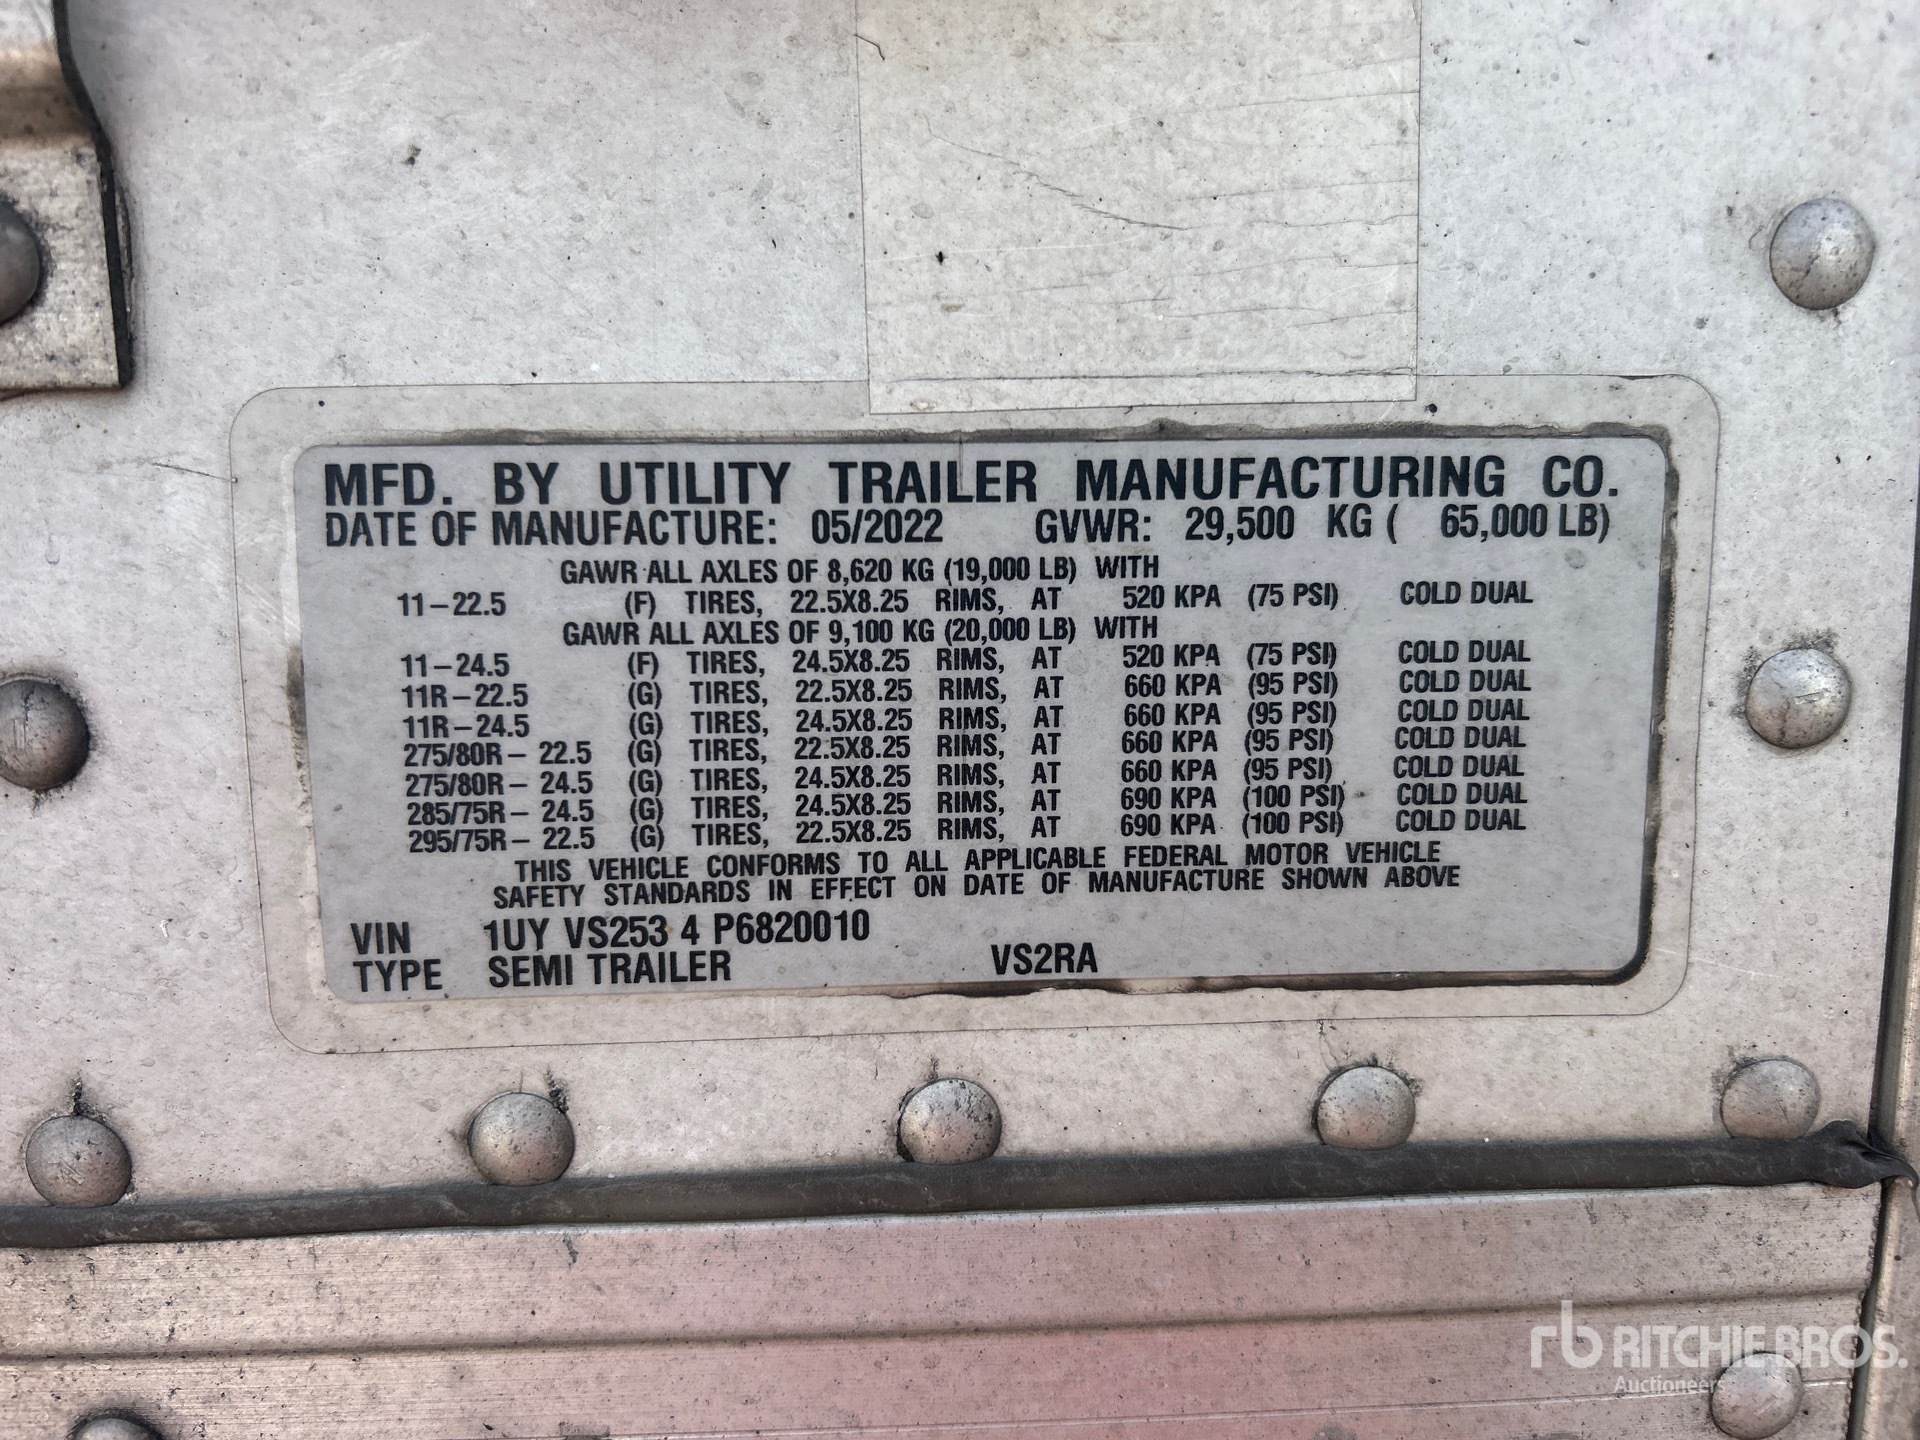 MFD. BY UTILITY TRAILER MANUFACTURING CO.
DATE OF MANUFACTURE: 05/2022 GVWR: 29,500 KG ( 65,000 LB)
GAWR ALL AXLES OF 8,620 KG (19,000 LB) WITH
11-22.5 (F) TIRES, 22.5X8.25 RIMS, AT 520 KPA (75 PSI) COLD DUAL
GAWR ALL AXLES OF 9,100 KG (20,000 LB) WITH
11-24.5 (F) TIRES, 24.5X8.25 RIMS, AT 520 KPA (75 PSI) COLD DUAL
11R-22.5 (G) TIRES, 22.5X8.25 RIMS, AT 660 KPA (95 PSI) COLD DUAL
11R-24.5 (G) TIRES, 24.5X8.25 RIMS, AT 660 KPA (95 PSI) COLD DUAL
275/80R- 22.5 (G) TIRES, 22.5X8.25 RIMS, AT 660 KPA (95 PSI) COLD DUAL
275/80R- 24.5 (G) TIRES, 24.5X8.25 RIMS, AT 660 KPA (95 PSI) COLD DUAL
285/75R- 24.5 (G) TIRES, 24.5X8.25 RIMS, AT 690 KPA (100 PSI) COLD DUAL
295/75R- 22.5 (G) TIRES, 22.5X8.25 RIMS, AT 690 KPA (100 PSI) COLD DUAL
THIS VEHICLE CONFORMS TO ALL APPLICABLE FEDERAL MOTOR VEHICLE
SAFETY STANDARDS IN EFFECT ON DATE OF MANUFACTURE SHOWN ABOVE
VIN 1UY VS253 4 P6820010
TYPE SEMI TRAILER VS2RA
rb RITCHIE BROS.
Auctioneers